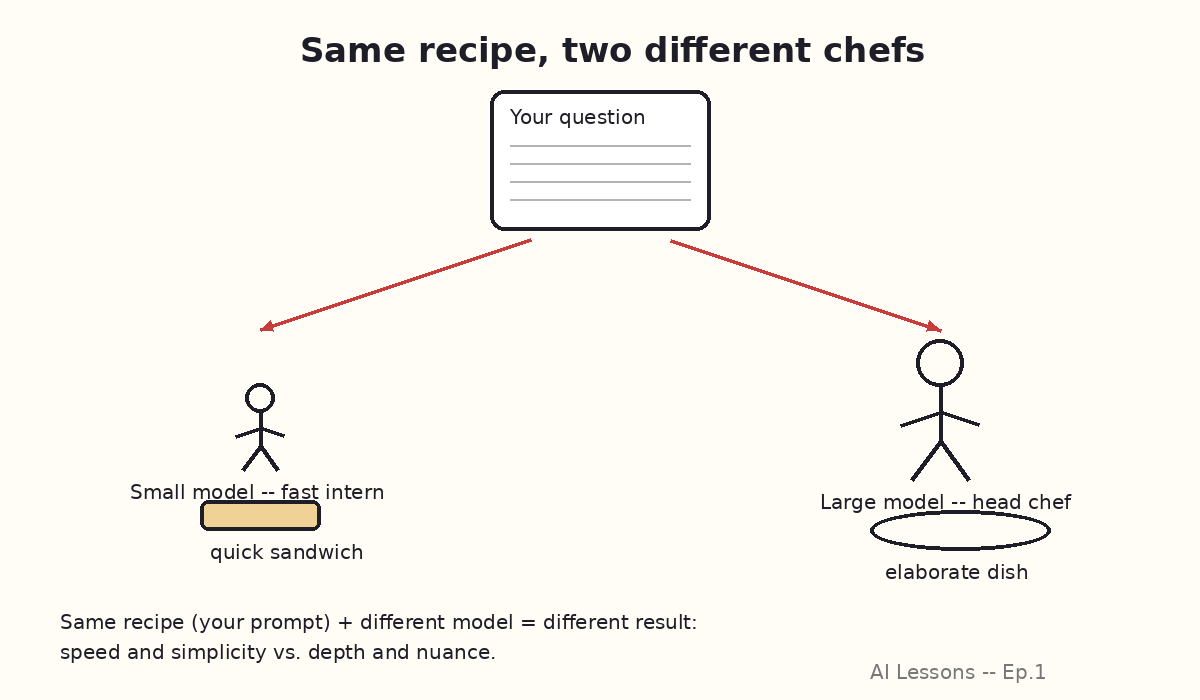 Same recipe, two different chefs
Your question
Small model -- fast intern
quick sandwich
Large model -- head chef
elaborate dish
Same recipe (your prompt) + different model = different result:
speed and simplicity vs. depth and nuance.
AI Lessons -- Ep.1